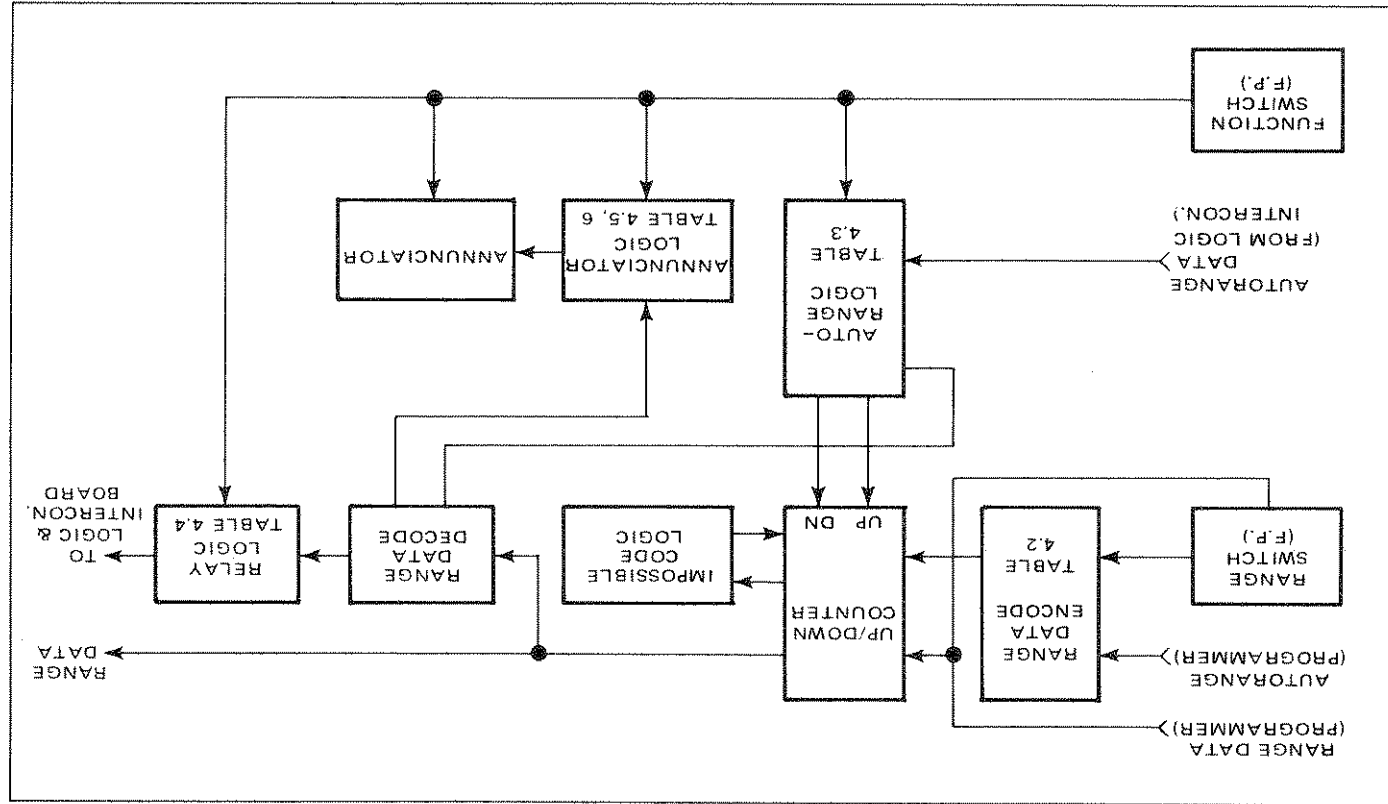 RANGE DATA
(PROGRAMMER)
AUTORANGE
(PROGRAMMER)
RANGE
SWITCH
(F.P.)
RANGE
DATA
ENCODE
TABLE
4.2
UP/DOWN
COUNTER
UP DN
IMPOSSIBLE
CODE
LOGIC
RANGE
DATA
RANGE
DATA
DECODE
RELAY
LOGIC
TABLE 4.4
TO
LOGIC &
INTERCON.
BOARD
AUTORANGE
DATA
(FROM LOGIC
INTERCON.)
AUTO-
RANGE
LOGIC
TABLE
4.3
ANNUNCIATOR
LOGIC
TABLE 4.5, 6
ANNUNCIATOR
FUNCTION
SWITCH
(F.P.)